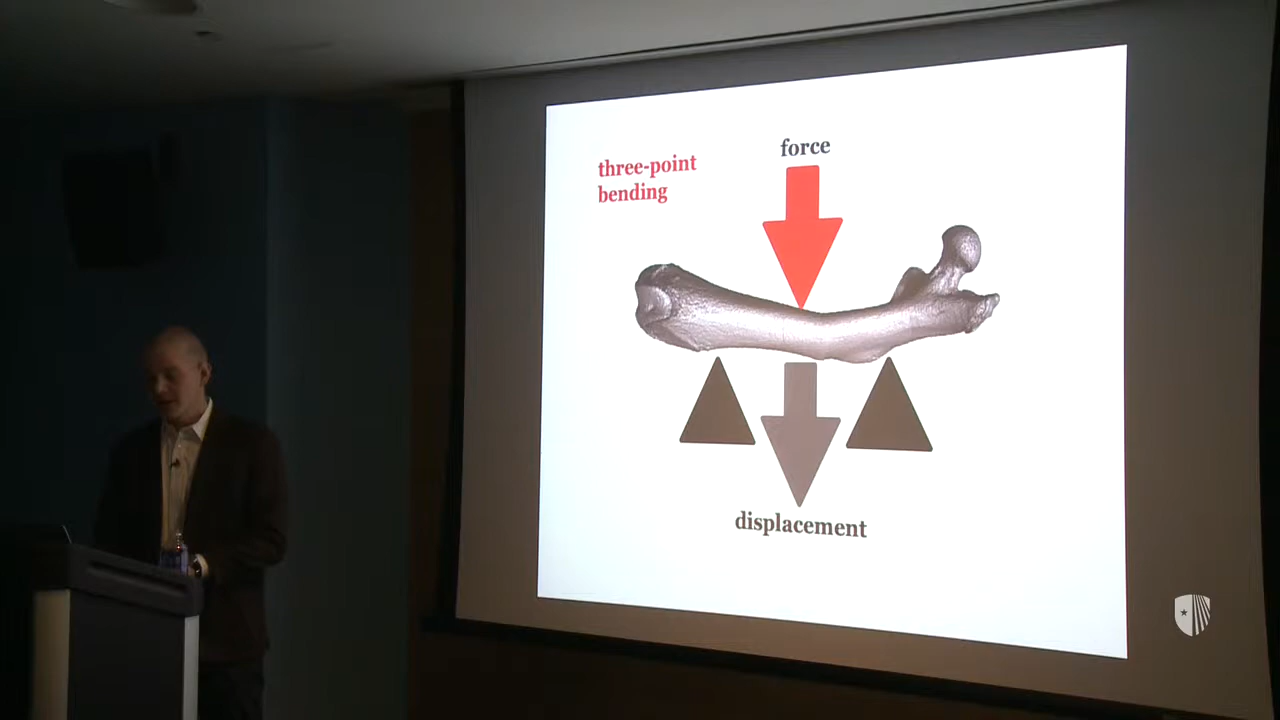 three-point
bending
force
displacement